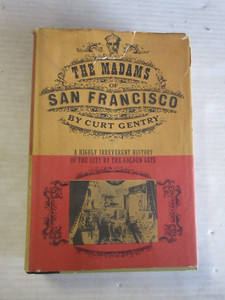 THE MADAMS
OF
SAN FRANCISCO
BY CURT GENTRY
A HIGHLY IRREVERENT HISTORY
OF THE CITY BY THE GOLDEN GATE